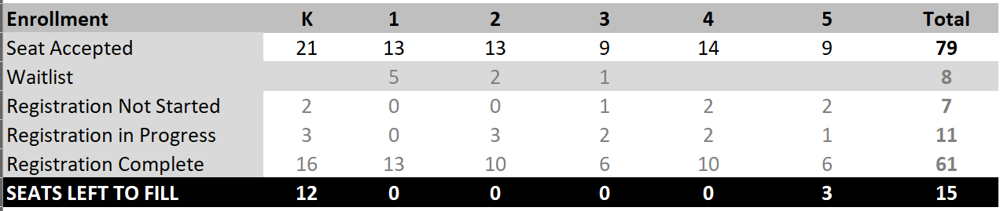 Enrollment K 1 2 3 4 5 Total
Seat Accepted 21 13 13 9 14 9 79
Waitlist 5 2 1 8
Registration Not Started 2 0 0 1 2 2 7
Registration in Progress 3 0 3 2 2 1 11
Registration Complete 16 13 10 6 10 6 61
SEATS LEFT TO FILL 12 0 0 0 0 3 15